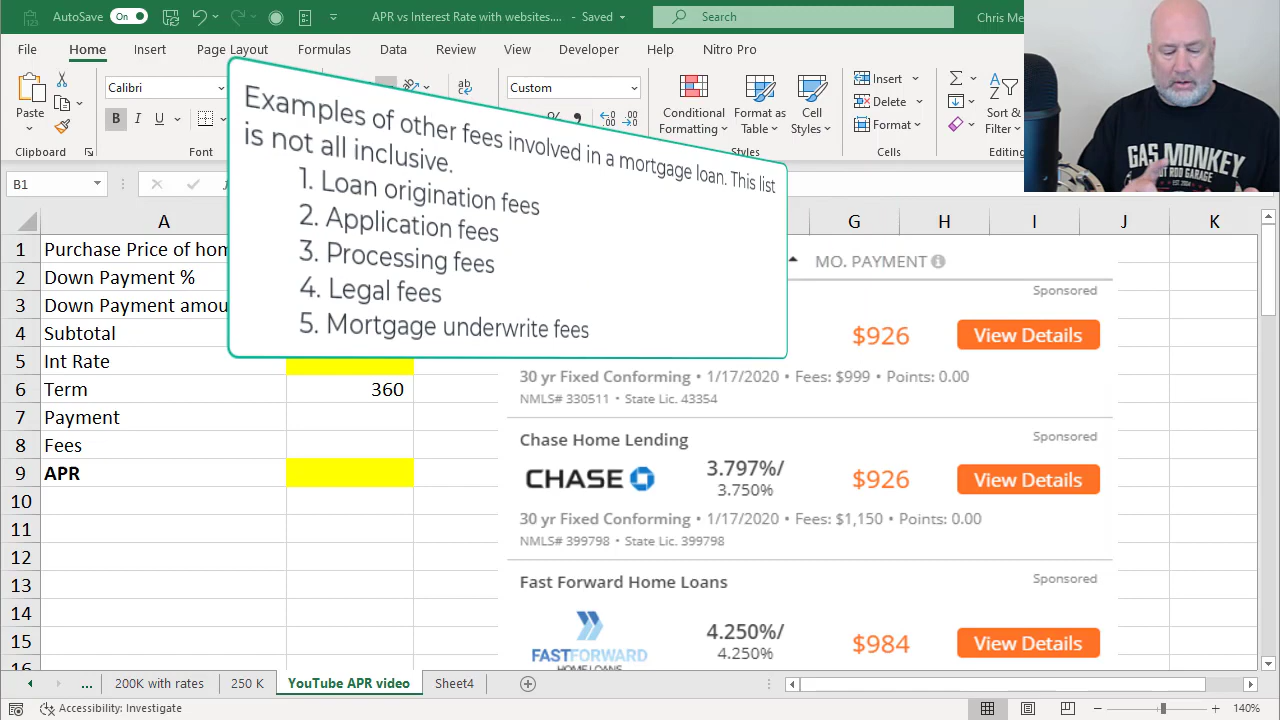 AutoSave On
APR vs Interest Rate with websites.... - Saved
Search
File Home Insert Page Layout Formulas Data Review View Developer Help Nitro Pro
Paste
Clipboard
Calibri
B I U
Font
Custom
Conditional Formatting
Format as Table
Cell Styles
Styles
Insert
Delete
Format
Cells
Sort
Filter
B1
Examples of other fees involved in a mortgage loan. This list
is not all inclusive.
1. Loan origination fees
2. Application fees
3. Processing fees
4. Legal fees
5. Mortgage underwrite fees
GAS MONKEY
A G H I J K
1 Purchase Price of hom
2 Down Payment %
3 Down Payment amou
4 Subtotal
5 Int Rate
6 Term 360
7 Payment
8 Fees
9 APR
10
11
12
13
14
15
16
MO. PAYMENT
Sponsored
$926 View Details
30 yr Fixed Conforming • 1/17/2020 • Fees: $999 • Points: 0.00
NMLS# 330511 • State Lic. 43354
Chase Home Lending Sponsored
CHASE 3.797%/ $926 View Details
3.750%
30 yr Fixed Conforming • 1/17/2020 • Fees: $1,150 • Points: 0.00
NMLS# 399798 • State Lic. 399798
Fast Forward Home Loans Sponsored
4.250%/ $984 View Details
FASTFORWARD 4.250%
HOME LOANS
... 200K with rates 250 K YouTube APR video Sheet4
Accessibility: Investigate
140%